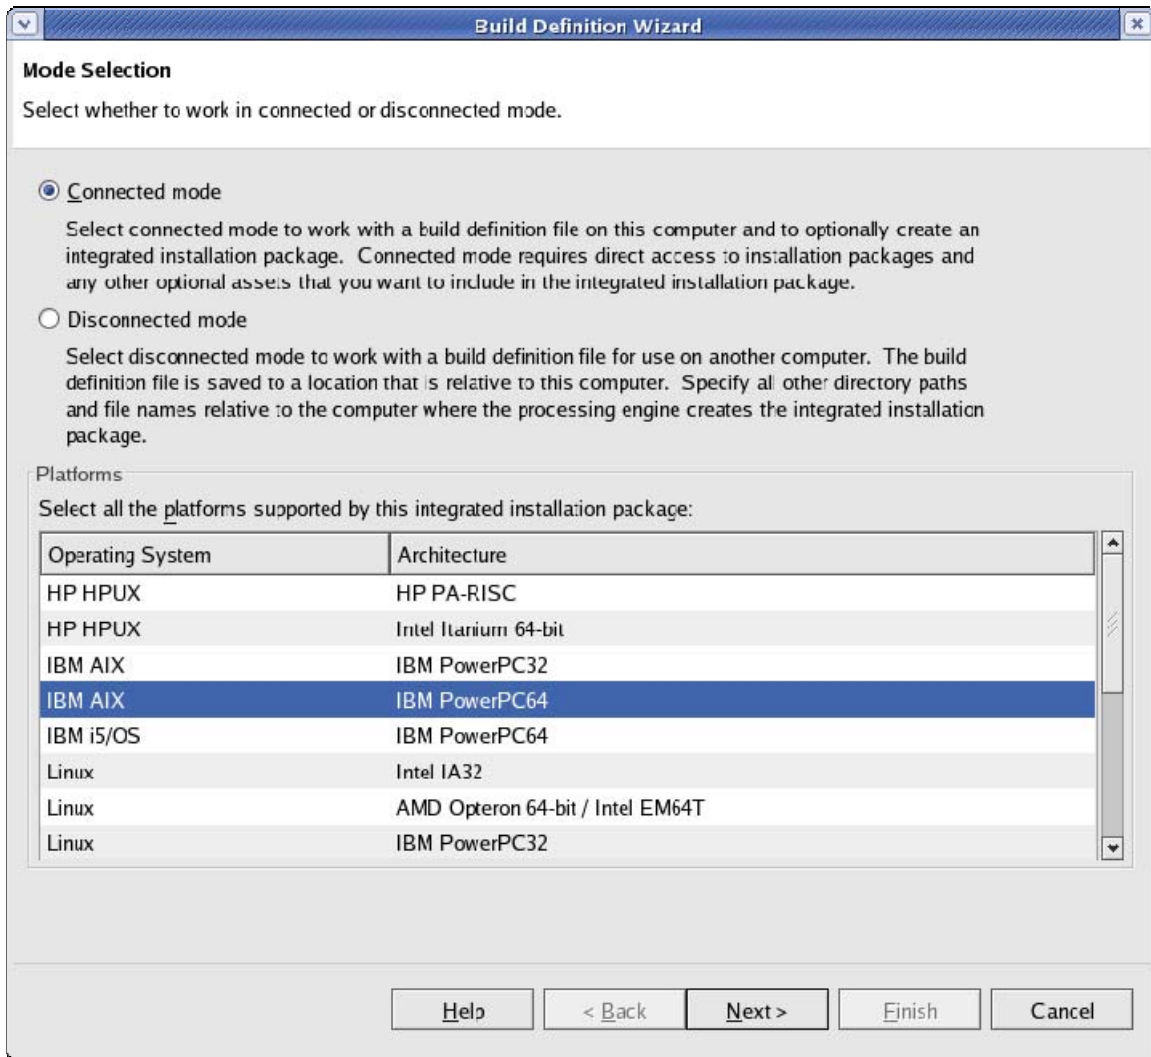 Build Definition Wizard
Mode Selection
Select whether to work in connected or disconnected mode.
Connected mode
Select connected mode to work with a build definition file on this computer and to optionally create an
integrated installation package. Connected mode requires direct access to installation packages and
any other optional assets that you want to include in the integrated installation package.
Disconnected mode
Select disconnected mode to work with a build definition file for use on another computer. The build
definition file is saved to a location that is relative to this computer. Specify all other directory paths
and file names relative to the computer where the processing engine creates the integrated installation
package.
Platforms
Select all the platforms supported by this integrated installation package:
Operating System Architecture
HP HPUX HP PA-RISC
HP HPUX Intel Itanium 64-bit
IBM AIX IBM PowerPC32
IBM AIX IBM PowerPC64
IBM i5/OS IBM PowerPC64
Linux Intel IA32
Linux AMD Opteron 64-bit / Intel EM64T
Linux IBM PowerPC32
Help < Back Next > Finish Cancel